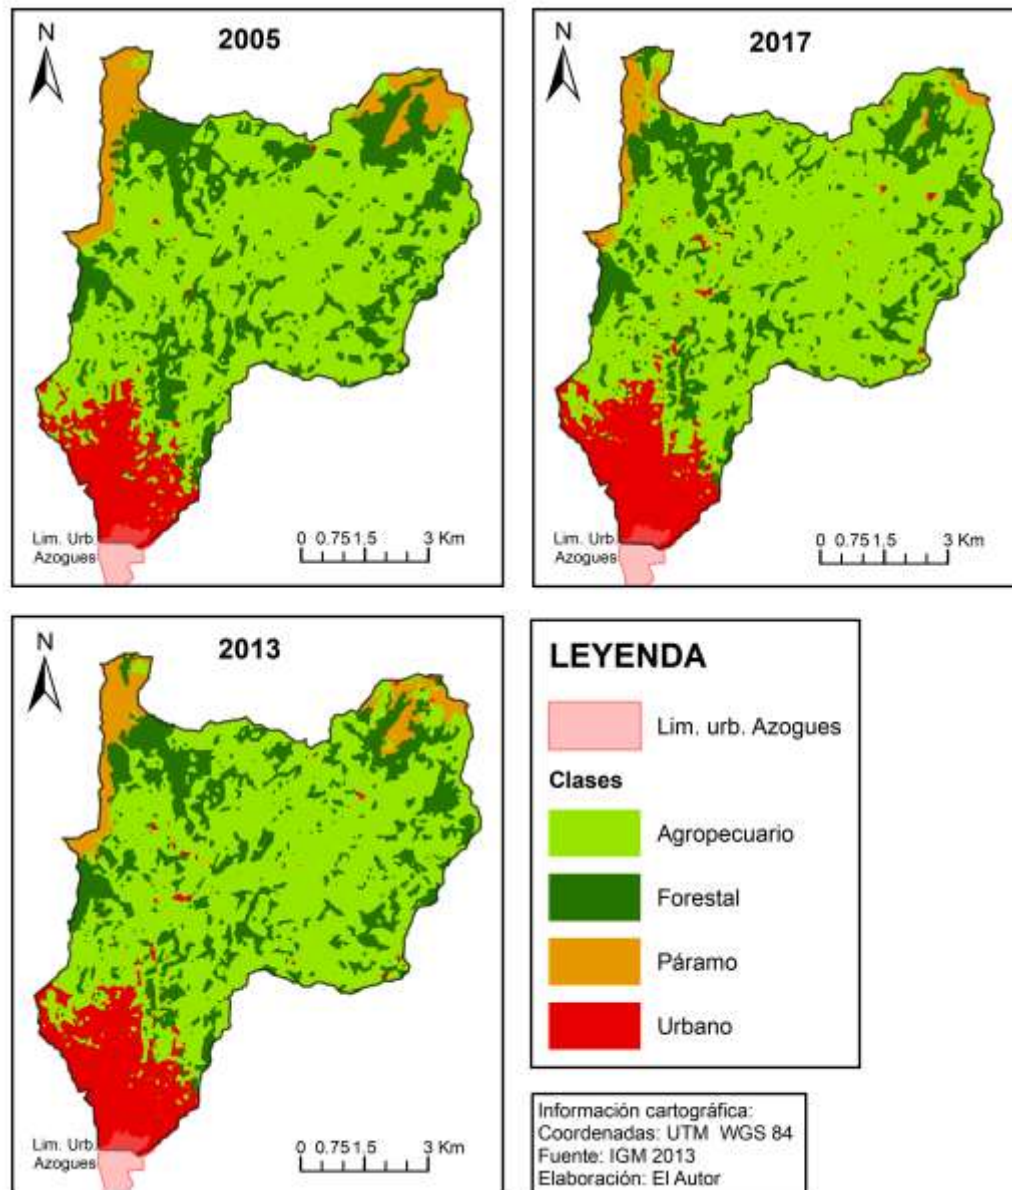 N
2005
Lim. Urb.
Azogues
0 0.75 1.5 3 Km
N
2017
Lim. Urb.
Azogues
0 0.75 1.5 3 Km
N
2013
Lim. Urb.
Azogues
0 0.75 1.5 3 Km
LEYENDA
Lim. urb. Azogues
Clases
Agropecuario
Forestal
Páramo
Urbano
Información cartográfica:
Coordenadas: UTM WGS 84
Fuente: IGM 2013
Elaboración: El Autor